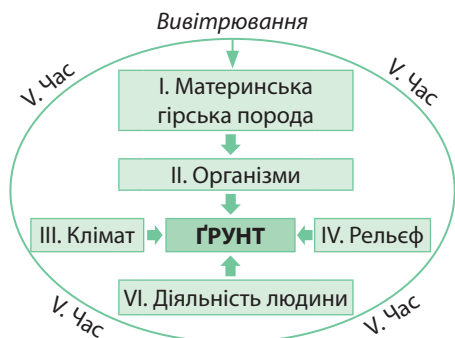 Вивітрювання
V. Час
V. Час
I. Материнська
гірська порода
II. Організми
III. Клімат
ҐРУНТ
IV. Рельєф
VI. Діяльність людини
V. Час
V. Час